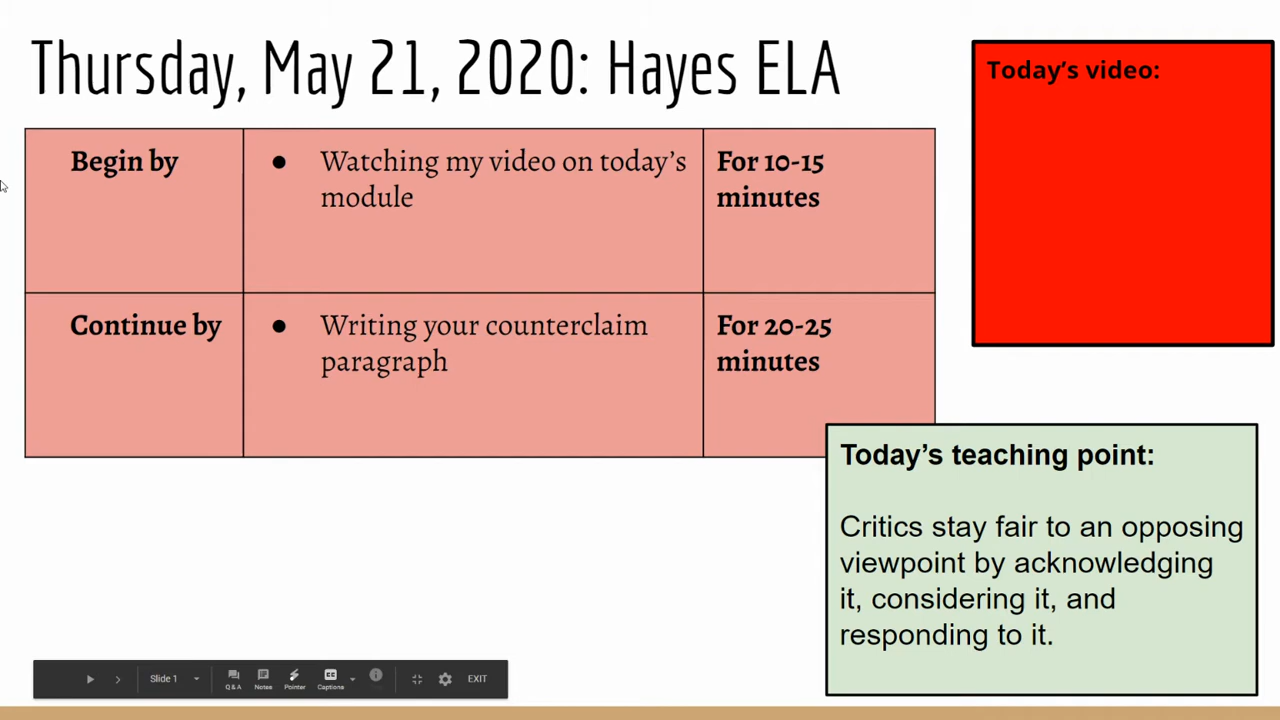 Thursday, May 21, 2020: Hayes ELA
Today's video:
Begin by
● Watching my video on today's
module
For 10-15
minutes
Continue by
● Writing your counterclaim
paragraph
For 20-25
minutes
Today's teaching point:
Critics stay fair to an opposing
viewpoint by acknowledging
it, considering it, and
responding to it.
Slide 1
Q & A
Notes
Pointer
CC
Captions
EXIT